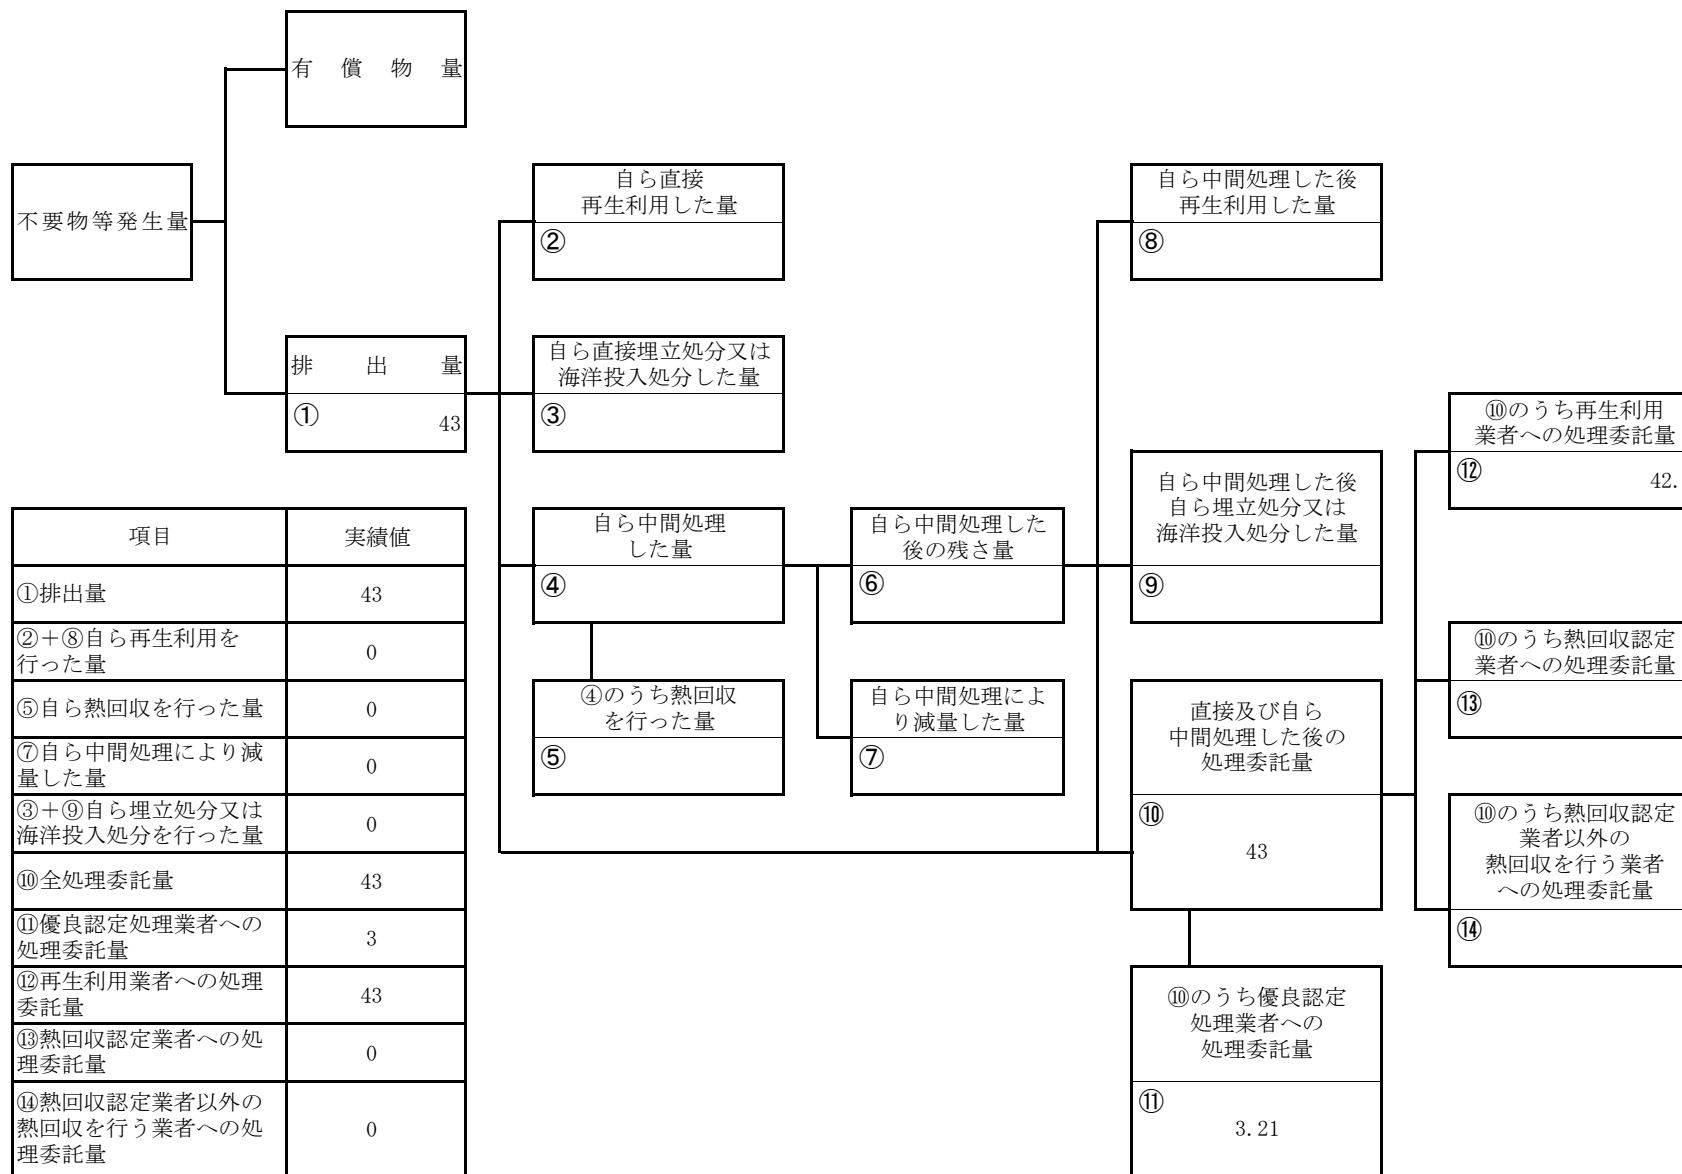 有償物量
不要物等発生量
排出量
①
43
自ら直接
再生利用した量
②
自ら直接埋立処分又は
海洋投入処分した量
③
自ら中間処理
した量
④
④のうち熱回収
を行った量
⑤
自ら中間処理した
後の残さ量
⑥
自ら中間処理によ
り減量した量
⑦
自ら中間処理した後
再生利用した量
⑧
自ら中間処理した後
自ら埋立処分又は
海洋投入処分した量
⑨
直接及び自ら
中間処理した後の
処理委託量
⑩
43
⑩のうち優良認定
処理業者への
処理委託量
⑪
3.21
⑩のうち再生利用
業者への処理委託量
⑫
42.
⑩のうち熱回収認定
業者への処理委託量
⑬
⑩のうち熱回収認定
業者以外の
熱回収を行う業者
への処理委託量
⑭
項目 実績値
①排出量 43
②＋⑧自ら再生利用を
行った量 0
⑤自ら熱回収を行った量 0
⑦自ら中間処理により減
量した量 0
③＋⑨自ら埋立処分又は
海洋投入処分を行った量 0
⑩全処理委託量 43
⑪優良認定処理業者への
処理委託量 3
⑫再生利用業者への処理
委託量 43
⑬熱回収認定業者への処
理委託量 0
⑭熱回収認定業者以外の
熱回収を行う業者への処
理委託量 0